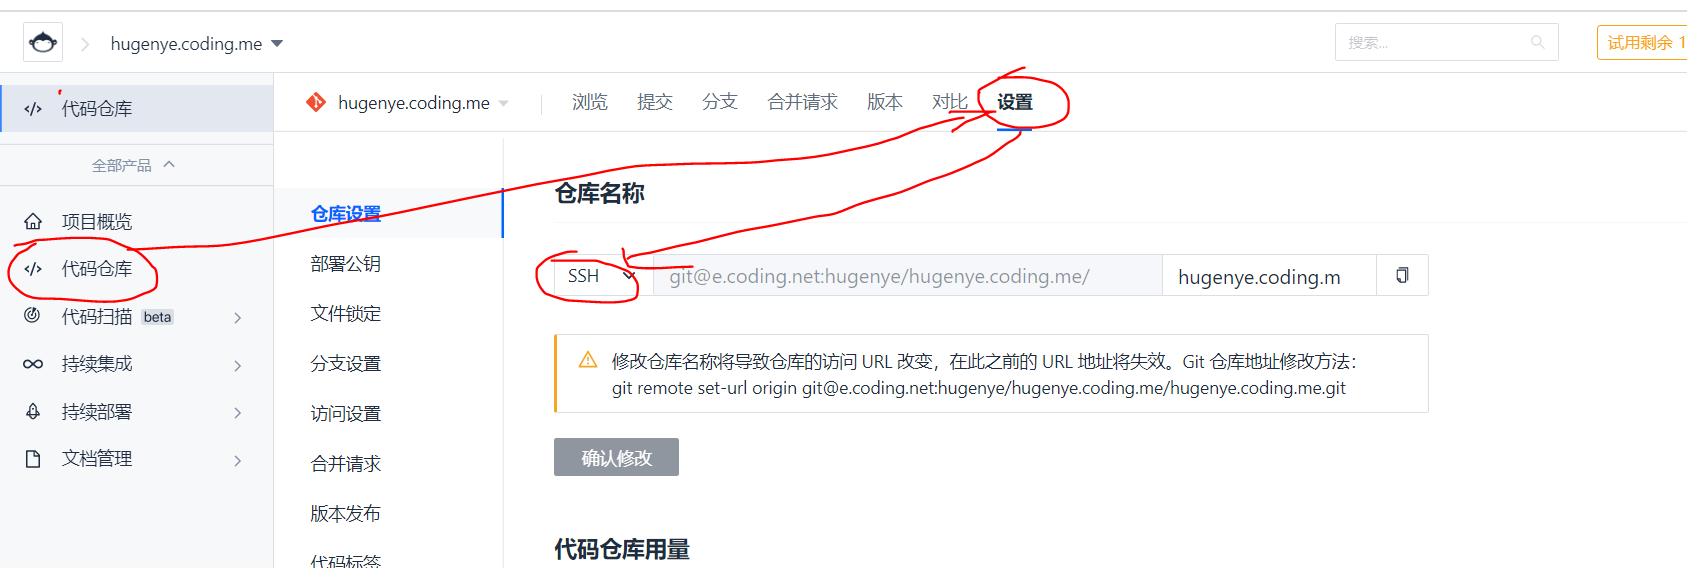 hugenye.coding.me
搜索...
试用剩余 1
代码仓库
全部产品
项目概览
代码仓库
代码扫描 beta
持续集成
持续部署
文档管理
hugenye.coding.me
浏览 提交 分支 合并请求 版本 对比 设置
仓库设置
部署公钥
文件锁定
分支设置
访问设置
合并请求
版本发布
代码标签
仓库名称
SSH git@e.coding.net:hugenye/hugenye.coding.me/ hugenye.coding.m
修改仓库名称将导致仓库的访问 URL 改变，在此之前的 URL 地址将失效。Git 仓库地址修改方法：
git remote set-url origin git@e.coding.net:hugenye/hugenye.coding.me/hugenye.coding.me.git
确认修改
代码仓库用量